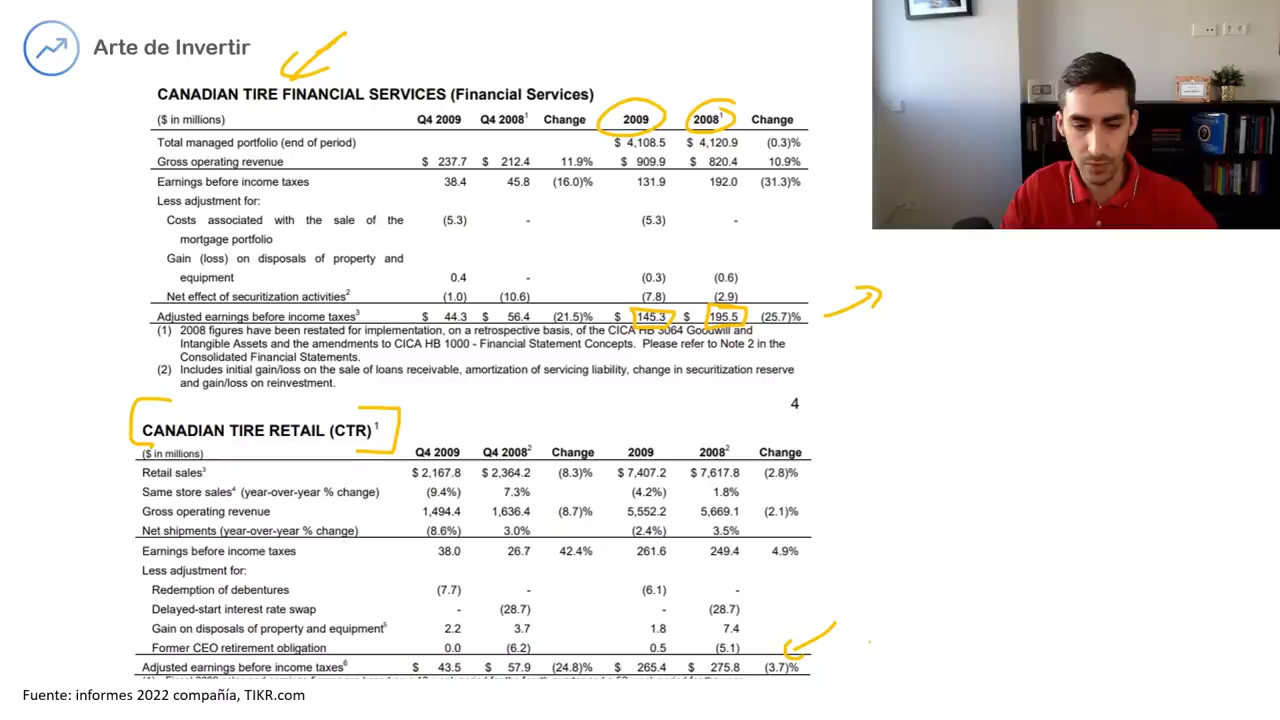 Arte de Invertir
CANADIAN TIRE FINANCIAL SERVICES (Financial Services)
($ in millions) Q4 2009 Q4 2008¹ Change 2009 2008¹ Change
Total managed portfolio (end of period) $ 4,108.5 $ 4,120.9 (0.3)%
Gross operating revenue $ 237.7 $ 212.4 11.9% $ 909.9 $ 820.4 10.9%
Earnings before income taxes 38.4 45.8 (16.0)% 131.9 192.0 (31.3)%
Less adjustment for:
Costs associated with the sale of the (5.3) - (5.3) -
mortgage portfolio
Gain (loss) on disposals of property and
equipment 0.4 - (0.3) (0.6)
Net effect of securitization activities² (1.0) (10.6) (7.8) (2.9)
Adjusted earnings before income taxes³ $ 44.3 $ 56.4 (21.5)% $ 145.3 $ 195.5 (25.7)%
(1) 2008 figures have been restated for implementation, on a retrospective basis, of the CICA HB 3064 Goodwill and
Intangible Assets and the amendments to CICA HB 1000 - Financial Statement Concepts. Please refer to Note 2 in the
Consolidated Financial Statements.
(2) Includes initial gain/loss on the sale of loans receivable, amortization of servicing liability, change in securitization reserve
and gain/loss on reinvestment.
4
CANADIAN TIRE RETAIL (CTR)¹
($ in millions) Q4 2009 Q4 2008² Change 2009 2008² Change
Retail sales³ $ 2,167.8 $ 2,364.2 (8.3)% $ 7,407.2 $ 7,617.8 (2.8)%
Same store sales⁴ (year-over-year % change) (9.4%) 7.3% (4.2%) 1.8%
Gross operating revenue 1,494.4 1,636.4 (8.7)% 5,552.2 5,669.1 (2.1)%
Net shipments (year-over-year % change) (8.6%) 3.0% (2.4%) 3.5%
Earnings before income taxes 38.0 26.7 42.4% 261.6 249.4 4.9%
Less adjustment for:
Redemption of debentures (7.7) - (6.1) -
Delayed-start interest rate swap - (28.7) - (28.7)
Gain on disposals of property and equipment⁵ 2.2 3.7 1.8 7.4
Former CEO retirement obligation 0.0 (6.2) 0.5 (5.1)
Adjusted earnings before income taxes⁶ $ 43.5 $ 57.9 (24.8)% $ 265.4 $ 275.8 (3.7)%
Fuente: informes 2022 compañía, TIKR.com